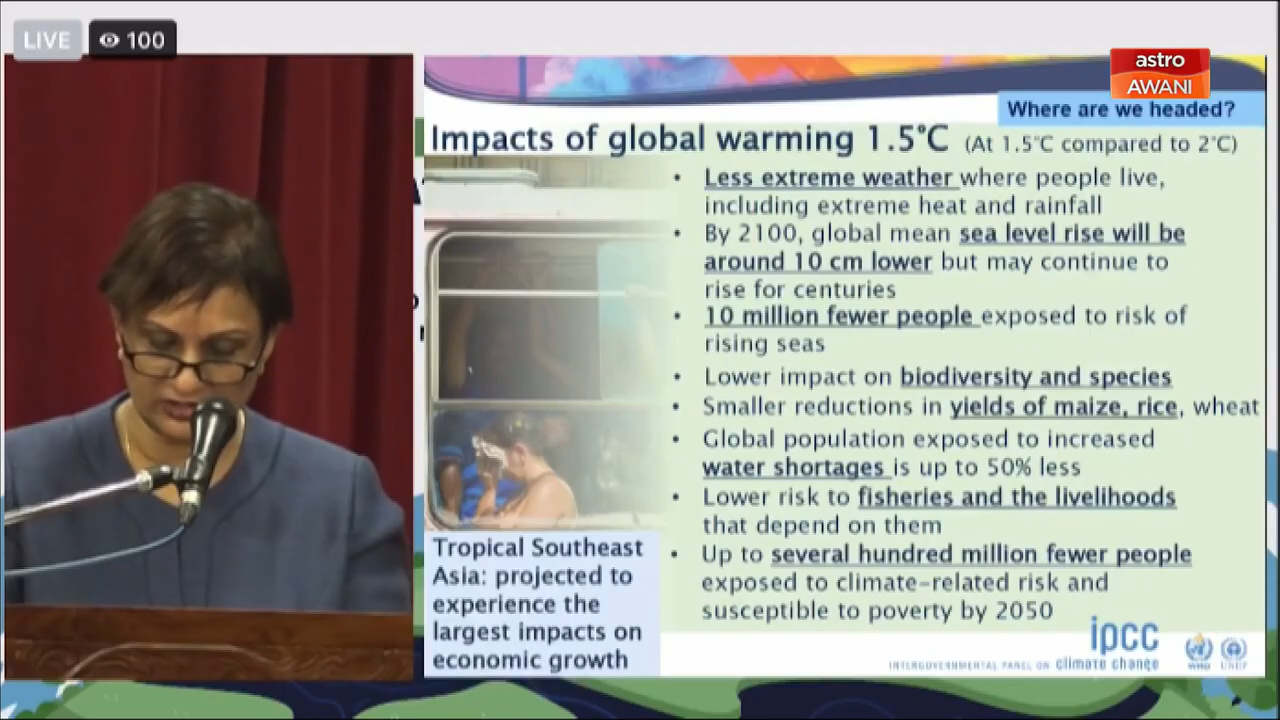 LIVE
100
astro
AWANI
Where are we headed?
Impacts of global warming 1.5°C (At 1.5°C compared to 2°C)
• Less extreme weather where people live,
including extreme heat and rainfall
• By 2100, global mean sea level rise will be
around 10 cm lower but may continue to
rise for centuries
• 10 million fewer people exposed to risk of
rising seas
• Lower impact on biodiversity and species
• Smaller reductions in yields of maize, rice, wheat
• Global population exposed to increased
water shortages is up to 50% less
• Lower risk to fisheries and the livelihoods
that depend on them
• Up to several hundred million fewer people
exposed to climate-related risk and
susceptible to poverty by 2050
Tropical Southeast
Asia: projected to
experience the
largest impacts on
economic growth
ipcc
INTERGOVERNMENTAL PANEL ON climate change
WMO UNEP